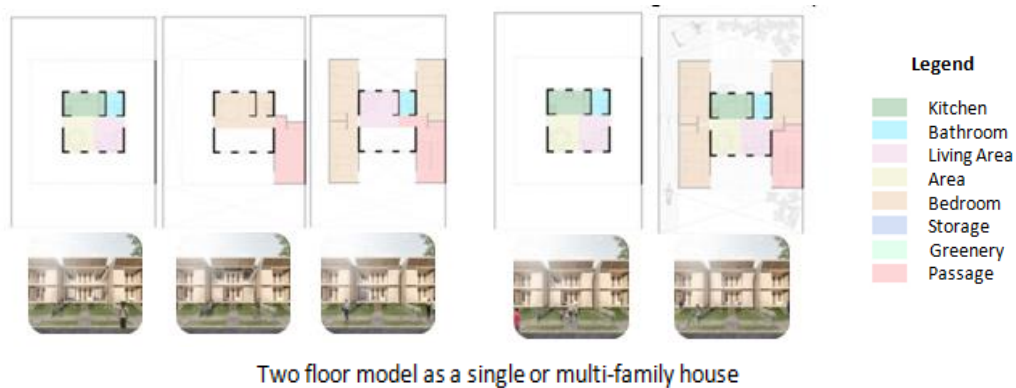 Legend
Kitchen
Bathroom
Living Area
Area
Bedroom
Storage
Greenery
Passage
Two floor model as a single or multi-family house